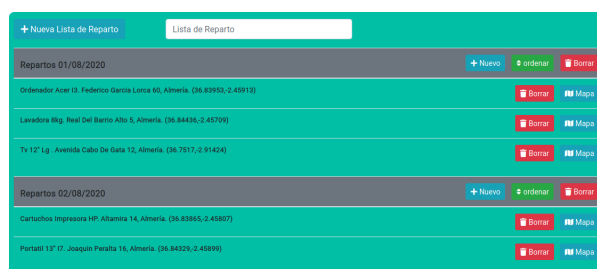 Nueva Lista de Reparto
Lista de Reparto
Repartos 01/08/2020
Nuevo ordenar Borrar
Ordenador Acer I3. Federico Garcia Lorca 60, Almería. (36.83953,-2.45913)
Borrar Mapa
Lavadora 8kg. Real Del Barrio Alto 5, Almería. (36.84436,-2.45709)
Borrar Mapa
Tv 12" Lg . Avenida Cabo De Gata 12, Almería. (36.7517,-2.91424)
Borrar Mapa
Repartos 02/08/2020
Nuevo ordenar Borrar
Cartuchos Impresora HP. Altamira 14, Almería. (36.83865,-2.45807)
Borrar Mapa
Portatil 13" I7. Joaquin Peralta 16, Almería. (36.84329,-2.45899)
Borrar Mapa